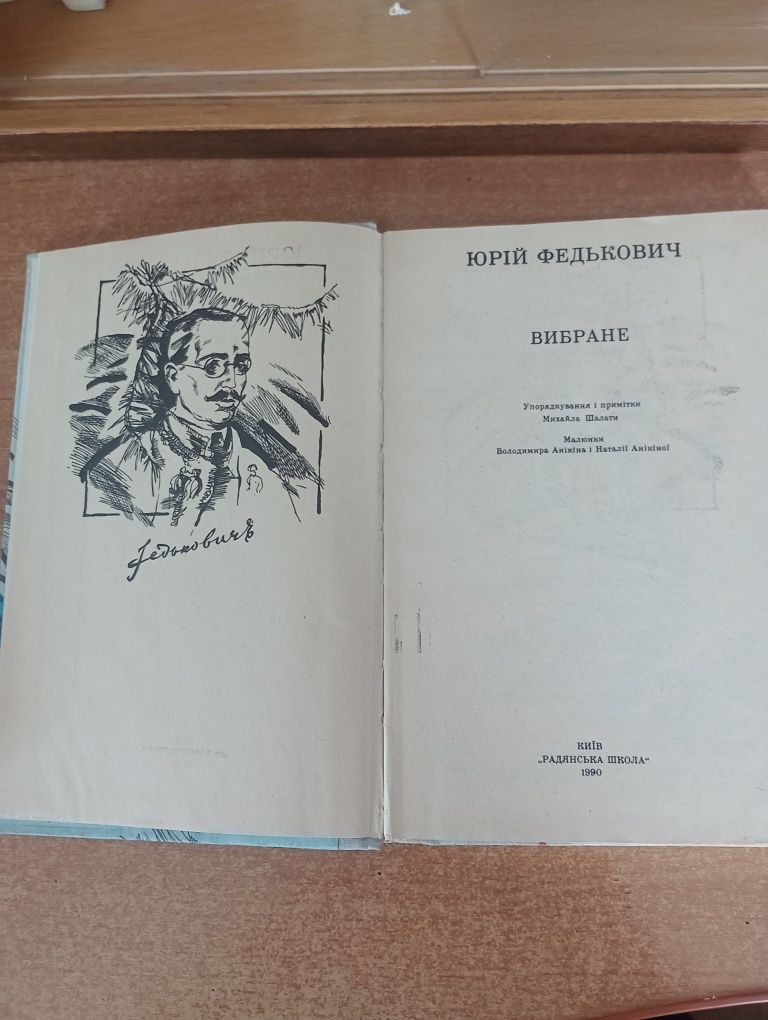 Федьковичъ
ЮРІЙ ФЕДЬКОВИЧ
ВИБРАНЕ
Упорядкування і примітки
Михайла Шалати
Малюнки
Володимира Анікіна і Наталії Анікіної
КИЇВ
„РАДЯНСЬКА ШКОЛА"
1990